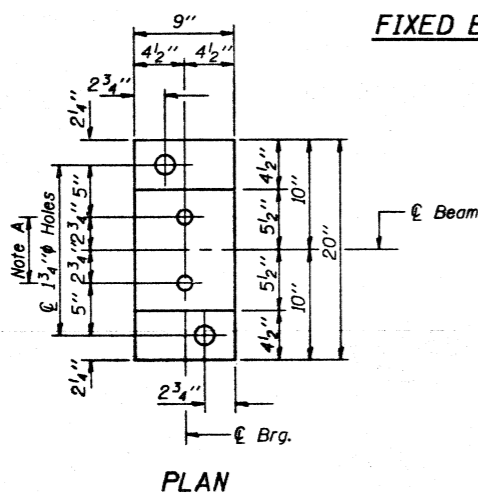 FIXED B
9"
4½" 4½"
2¾"
2¼"
Note A
℄ 1¾"φ Holes
5"
2¾"
2¾"
5"
2¼"
4½"
5½"
5½"
4½"
10"
10"
20"
℄ Beam
2¾"
℄ Brg.
PLAN